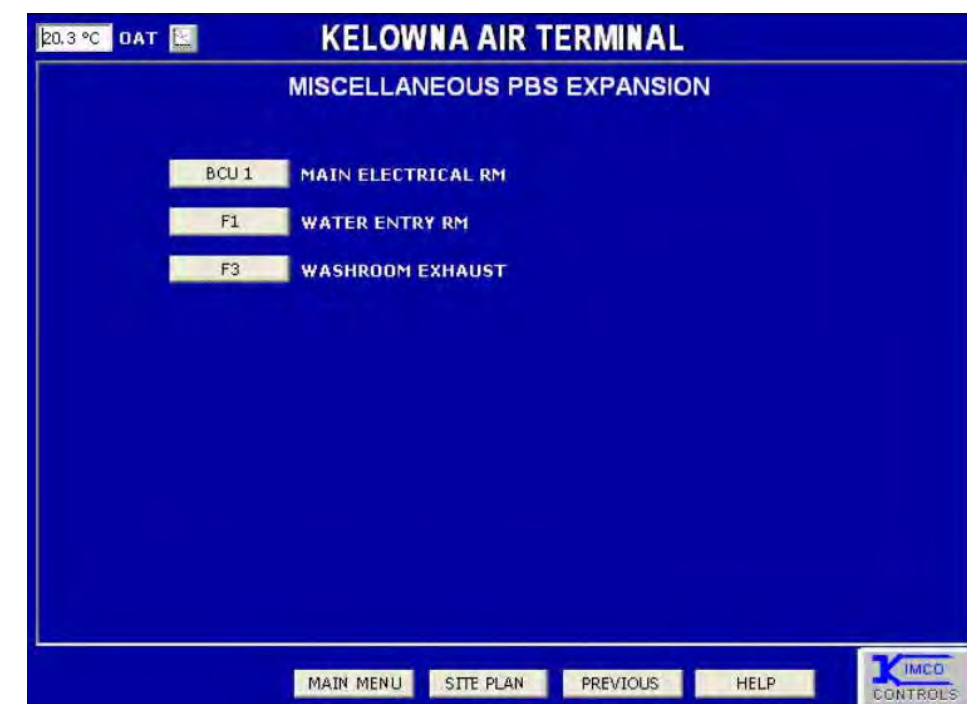 20.3 °C OAT KELOWNA AIR TERMINAL
MISCELLANEOUS PBS EXPANSION
BCU 1 MAIN ELECTRICAL RM
F1 WATER ENTRY RM
F3 WASHROOM EXHAUST
MAIN MENU SITE PLAN PREVIOUS HELP
KIMCO
CONTROLS